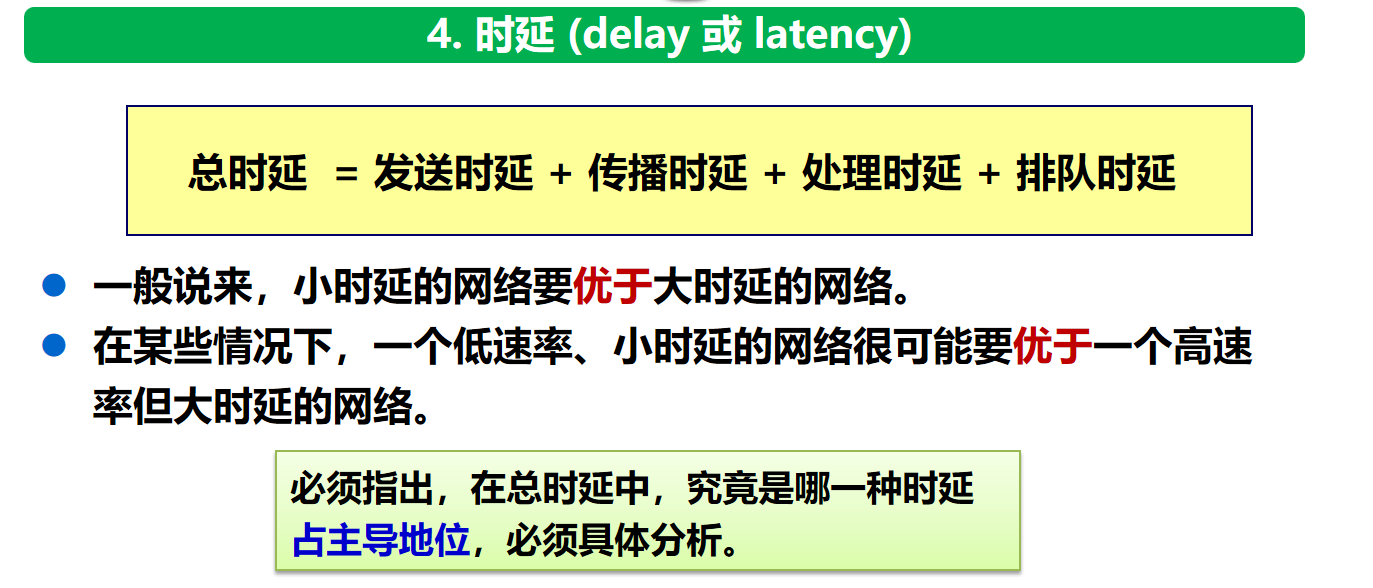 4. 时延 (delay 或 latency)
总时延 = 发送时延 + 传播时延 + 处理时延 + 排队时延
一般说来，小时延的网络要优于大时延的网络。
在某些情况下，一个低速率、小时延的网络很可能要优于一个高速
率但大时延的网络。
必须指出，在总时延中，究竟是哪一种时延
占主导地位，必须具体分析。